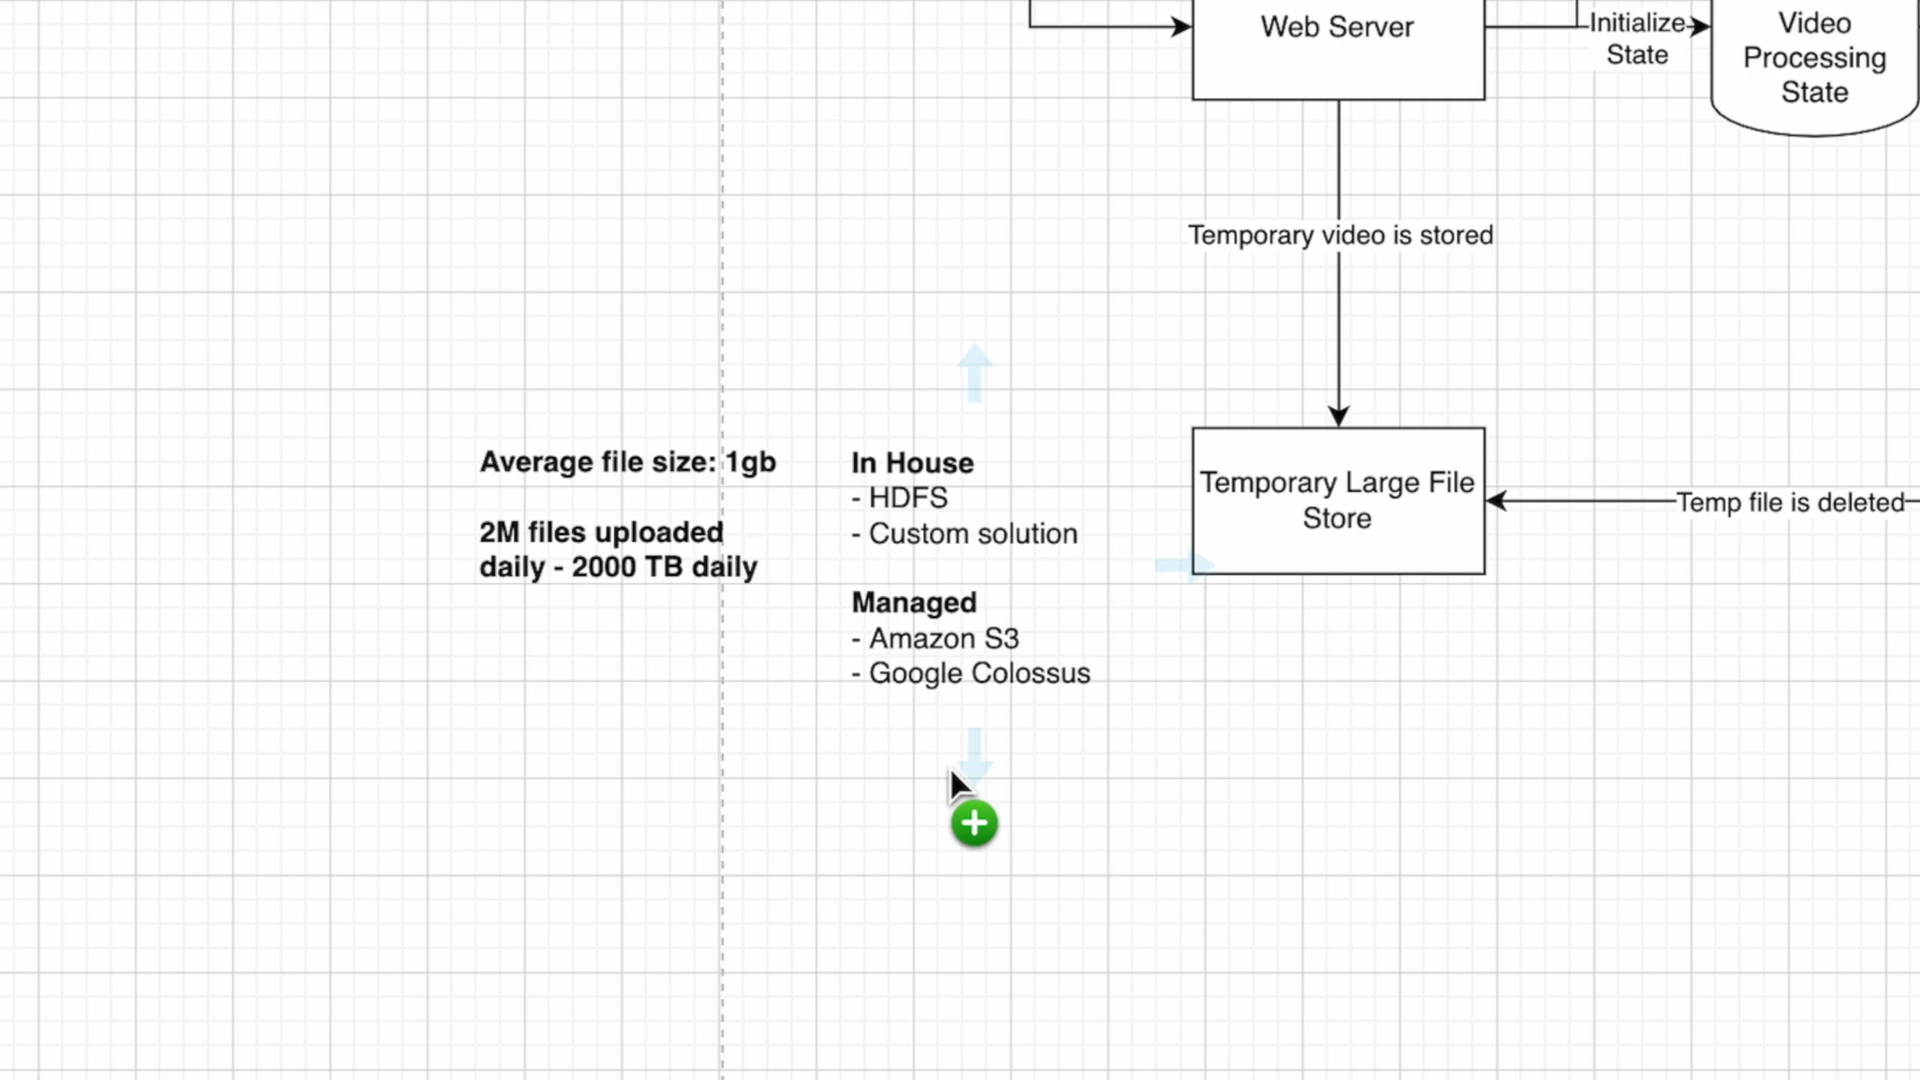 Web Server
Initialize
State
Video
Processing
State
Temporary video is stored
Average file size: 1gb
2M files uploaded
daily - 2000 TB daily
In House
- HDFS
- Custom solution
Managed
- Amazon S3
- Google Colossus
Temporary Large File
Store
Temp file is deleted